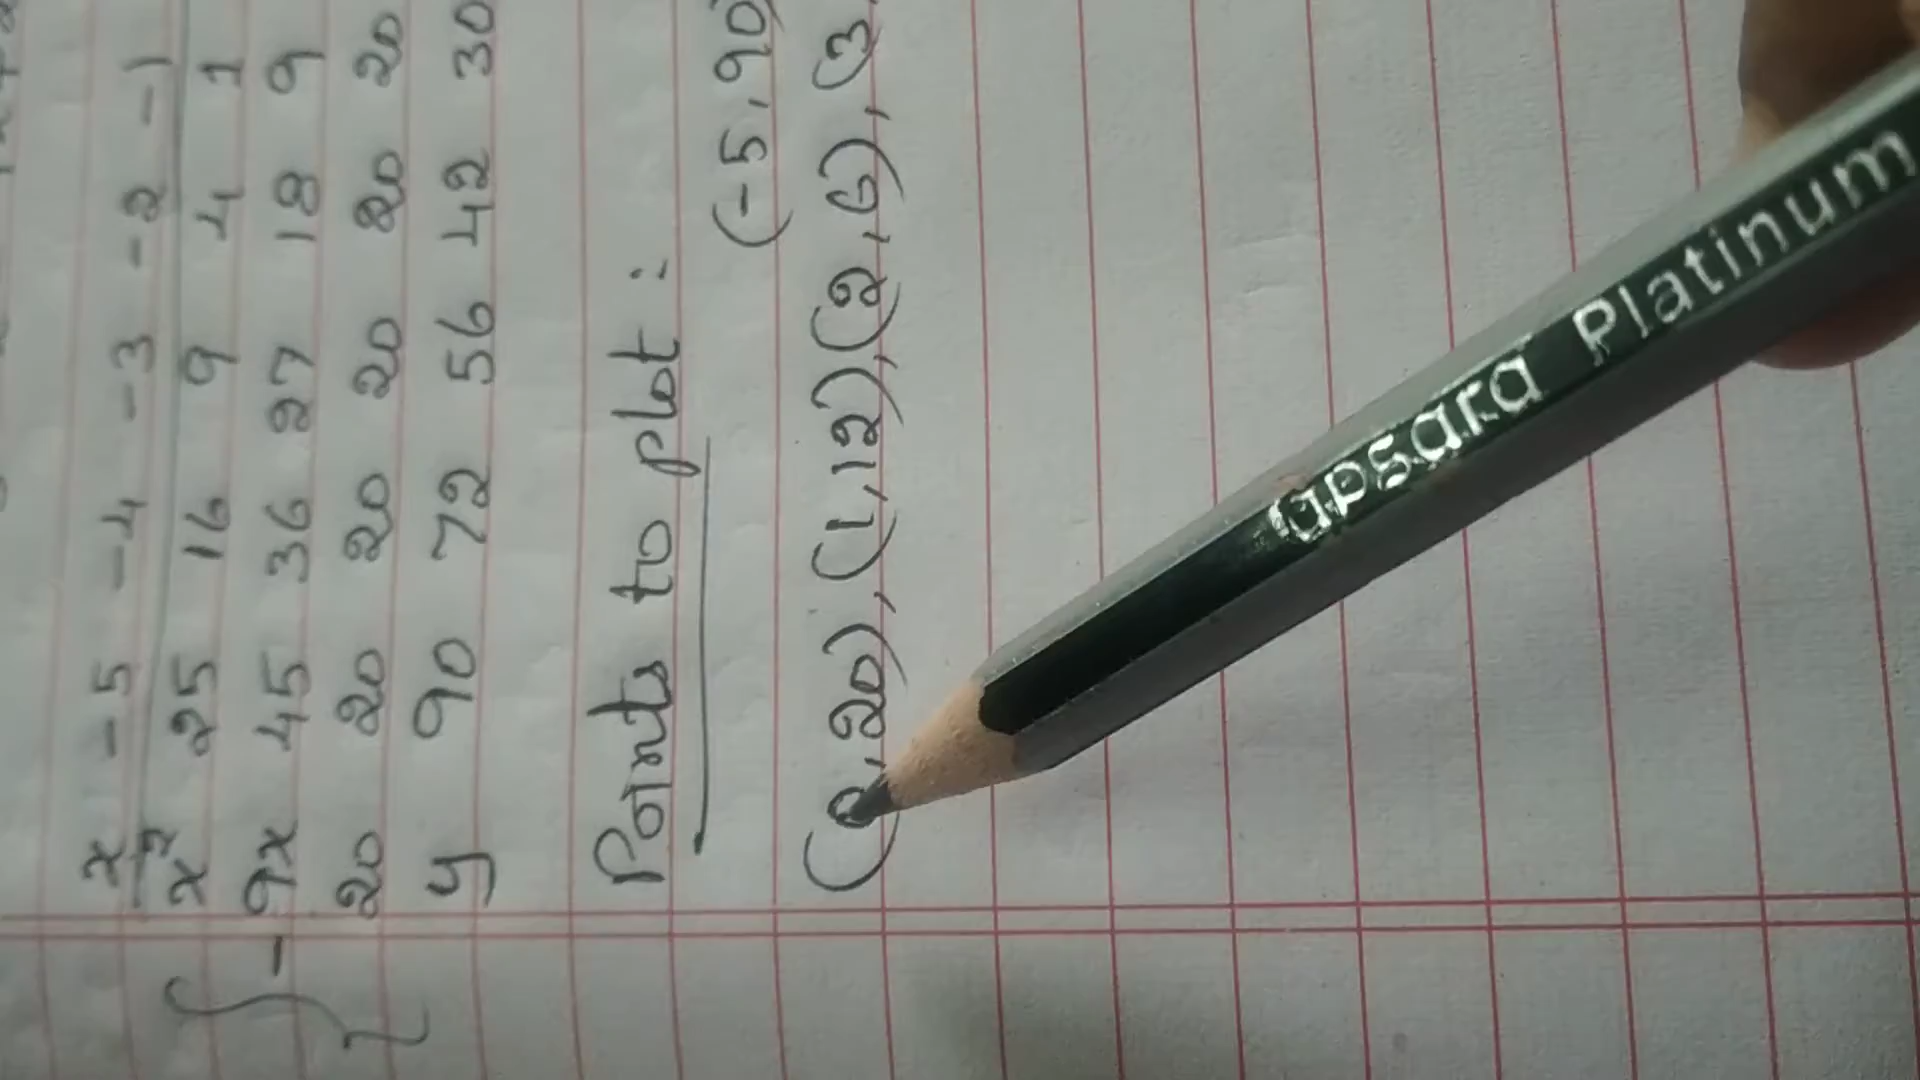 x -5 -4 -3 -2 -1
x² 25 16 9 4 1
-9x 45 36 27 18 9
20 20 20 20 20 20
y 90 72 56 42 30
Points to plot :
(-5, 90)
(0, 20), (1, 12), (2, 6), (3,
apsara Platinum